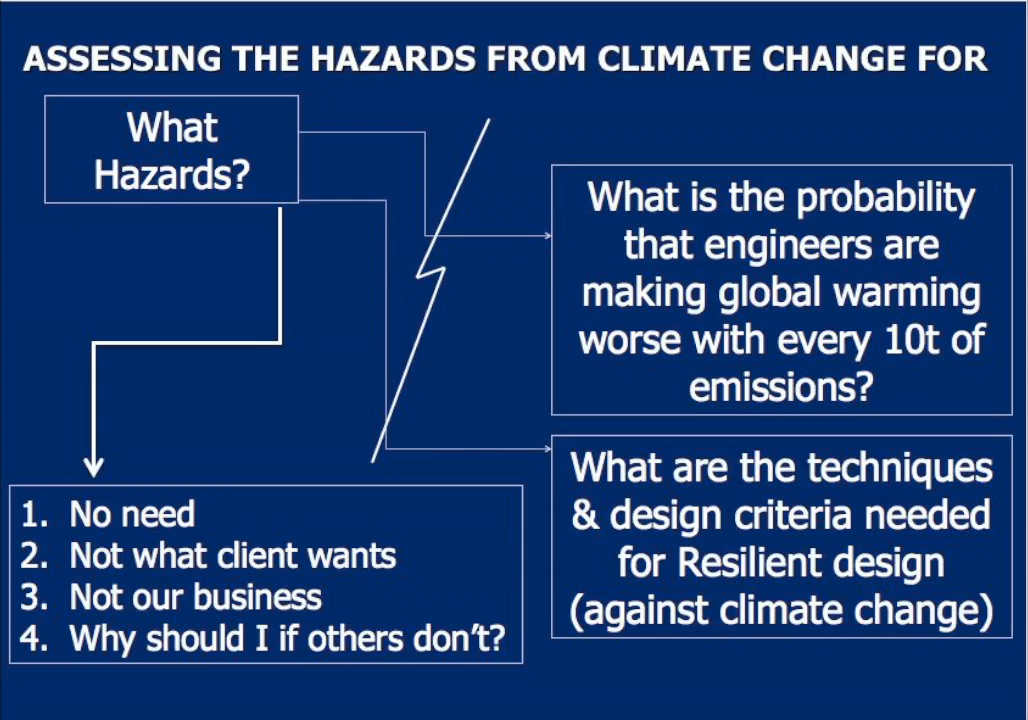 ASSESSING THE HAZARDS FROM CLIMATE CHANGE FOR
What
Hazards?
What is the probability
that engineers are
making global warming
worse with every 10t of
emissions?
What are the techniques
& design criteria needed
for Resilient design
(against climate change)
1. No need
2. Not what client wants
3. Not our business
4. Why should I if others don't?